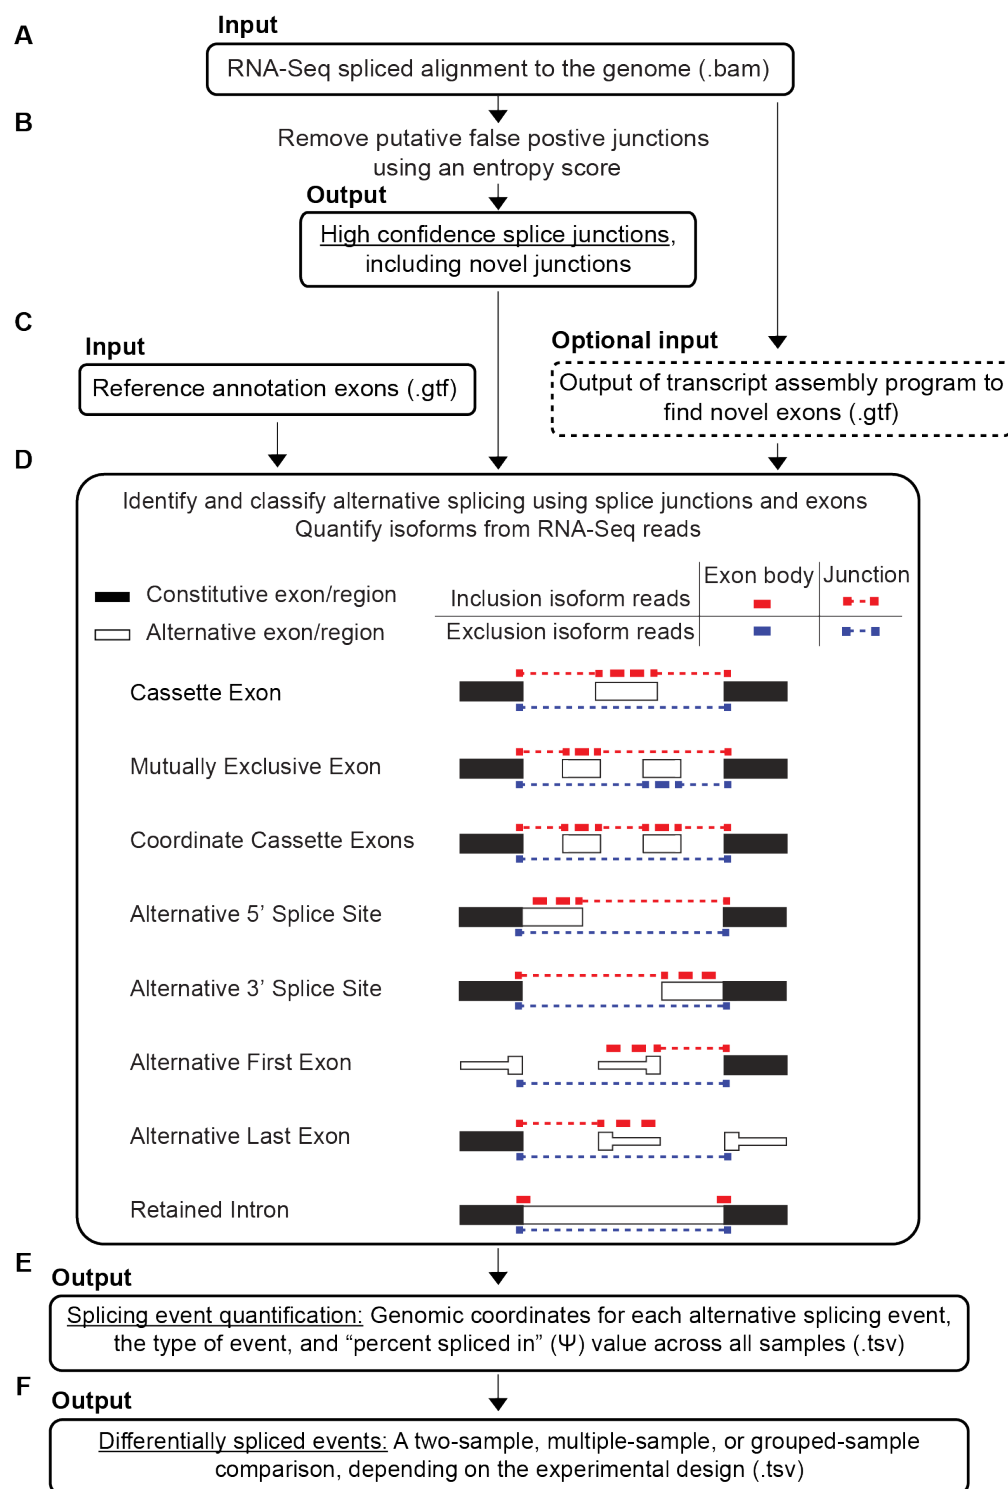 A
Input
RNA-Seq spliced alignment to the genome (.bam)
B
Remove putative false postive junctions
using an entropy score
Output
High confidence splice junctions,
including novel junctions
C
Input
Reference annotation exons (.gtf)
Optional input
Output of transcript assembly program to
find novel exons (.gtf)
D
Identify and classify alternative splicing using splice junctions and exons
Quantify isoforms from RNA-Seq reads
Constitutive exon/region
Alternative exon/region
Exon body
Junction
Inclusion isoform reads
Exclusion isoform reads
Cassette Exon
Mutually Exclusive Exon
Coordinate Cassette Exons
Alternative 5’ Splice Site
Alternative 3’ Splice Site
Alternative First Exon
Alternative Last Exon
Retained Intron
E
Output
Splicing event quantification: Genomic coordinates for each alternative splicing event,
the type of event, and “percent spliced in” (Ψ) value across all samples (.tsv)
F
Output
Differentially spliced events: A two-sample, multiple-sample, or grouped-sample
comparison, depending on the experimental design (.tsv)